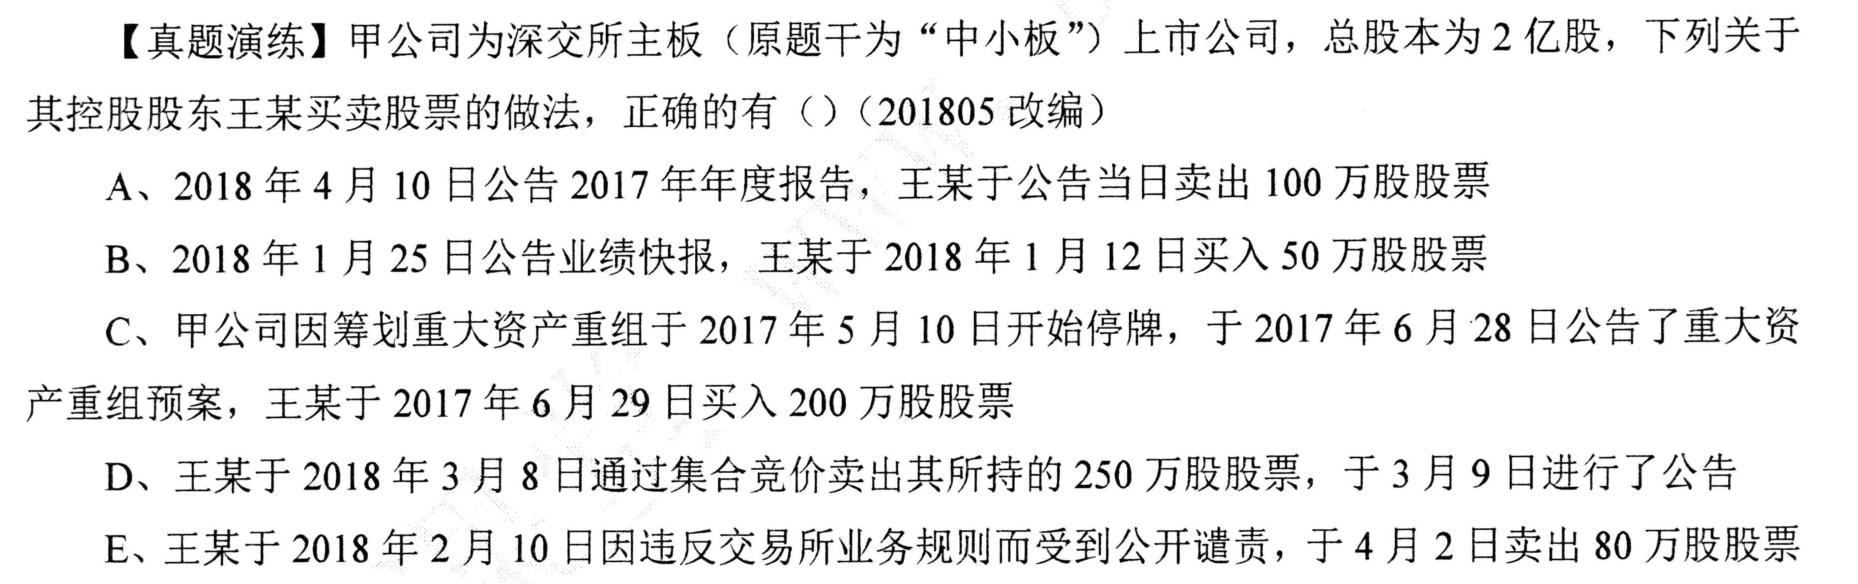 【真题演练】甲公司为深交所主板（原题干为“中小板”）上市公司，总股本为 2 亿股，下列关于
其控股股东王某买卖股票的做法，正确的有（）（201805 改编）
A、2018 年 4 月 10 日公告 2017 年年度报告，王某于公告当日卖出 100 万股股票
B、2018 年 1 月 25 日公告业绩快报，王某于 2018 年 1 月 12 日买入 50 万股股票
C、甲公司因筹划重大资产重组于 2017 年 5 月 10 日开始停牌，于 2017 年 6 月 28 日公告了重大资
产重组预案，王某于 2017 年 6 月 29 日买入 200 万股股票
D、王某于 2018 年 3 月 8 日通过集合竞价卖出其所持的 250 万股股票，于 3 月 9 日进行了公告
E、王某于 2018 年 2 月 10 日因违反交易所业务规则而受到公开谴责，于 4 月 2 日卖出 80 万股股票